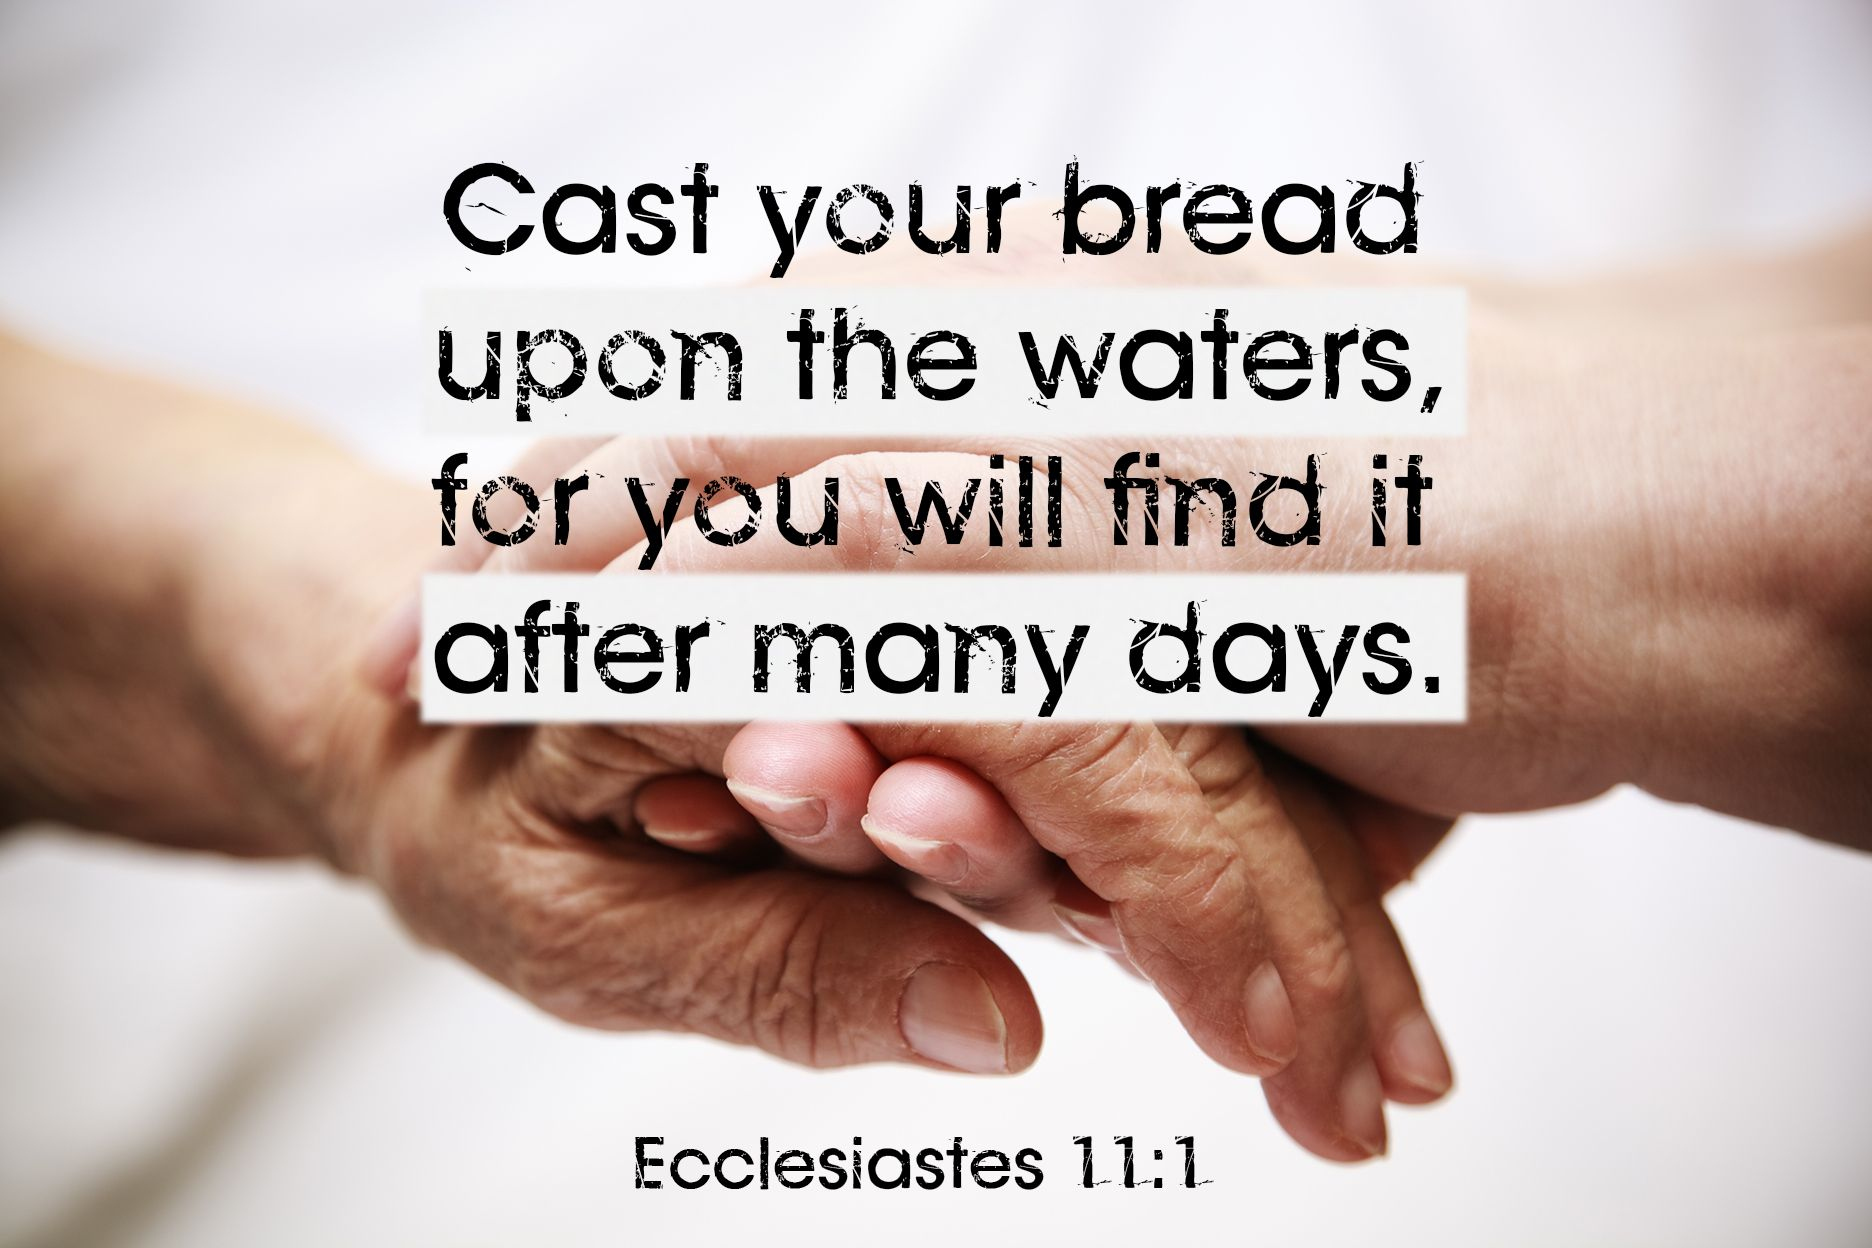 Cast your bread
upon the waters,
for you will find it
after many days.
Ecclesiastes 11:1